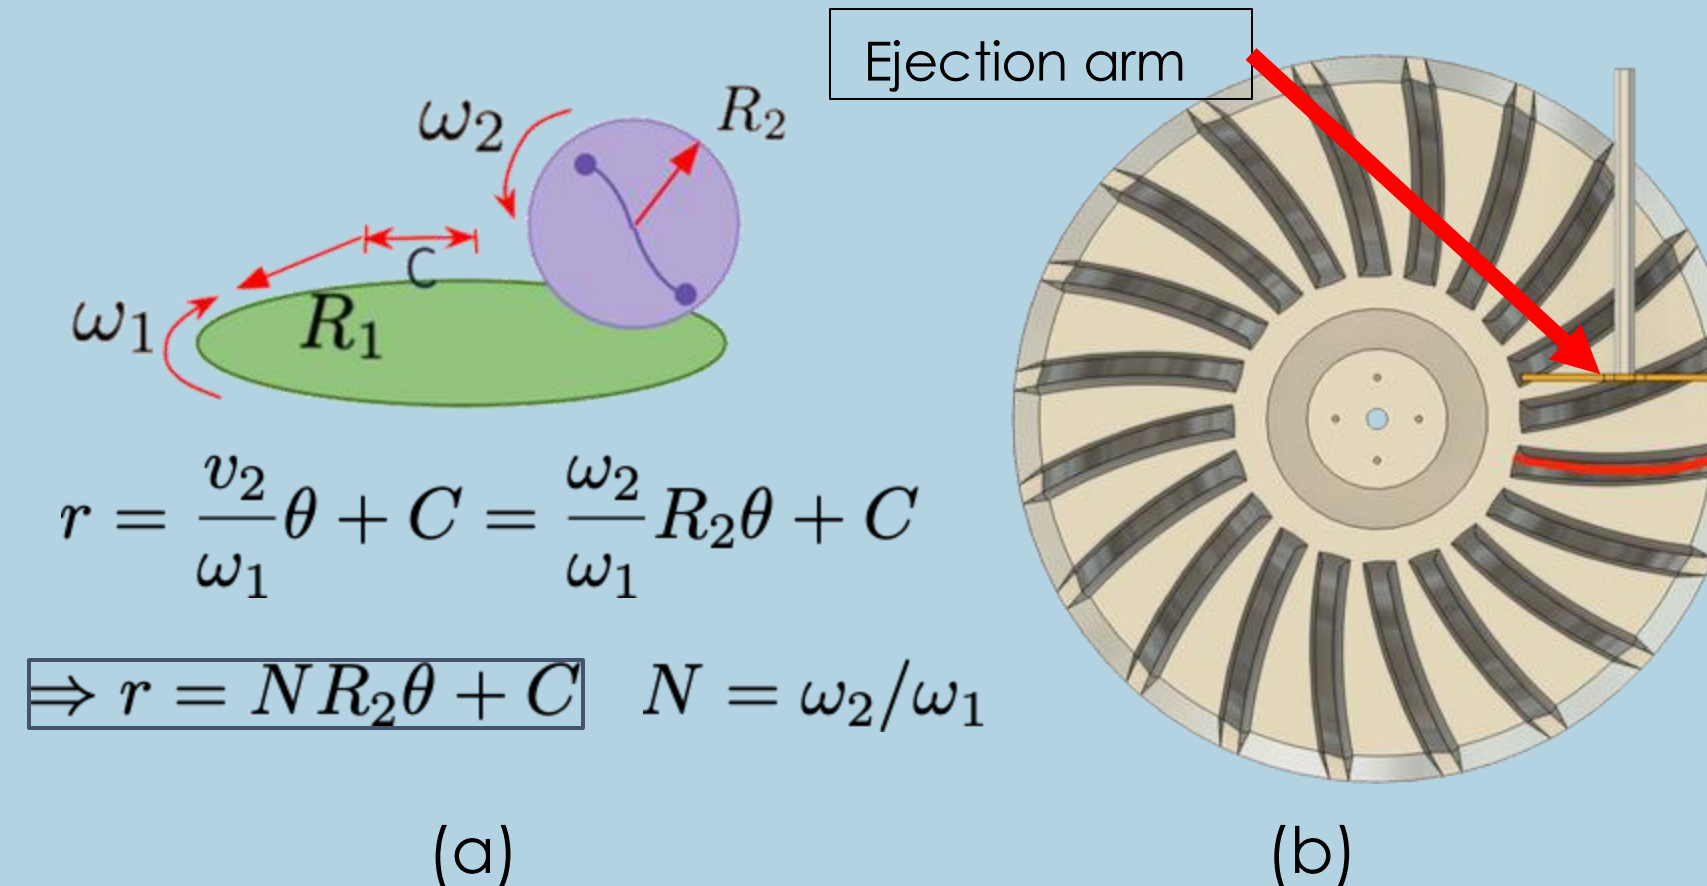 Ejection arm
ω₂
R₂
C
ω₁
R₁
r = v₂/ω₁ θ + C = ω₂/ω₁ R₂θ + C
⇒ r = NR₂θ + C
N = ω₂/ω₁
(a)
(b)